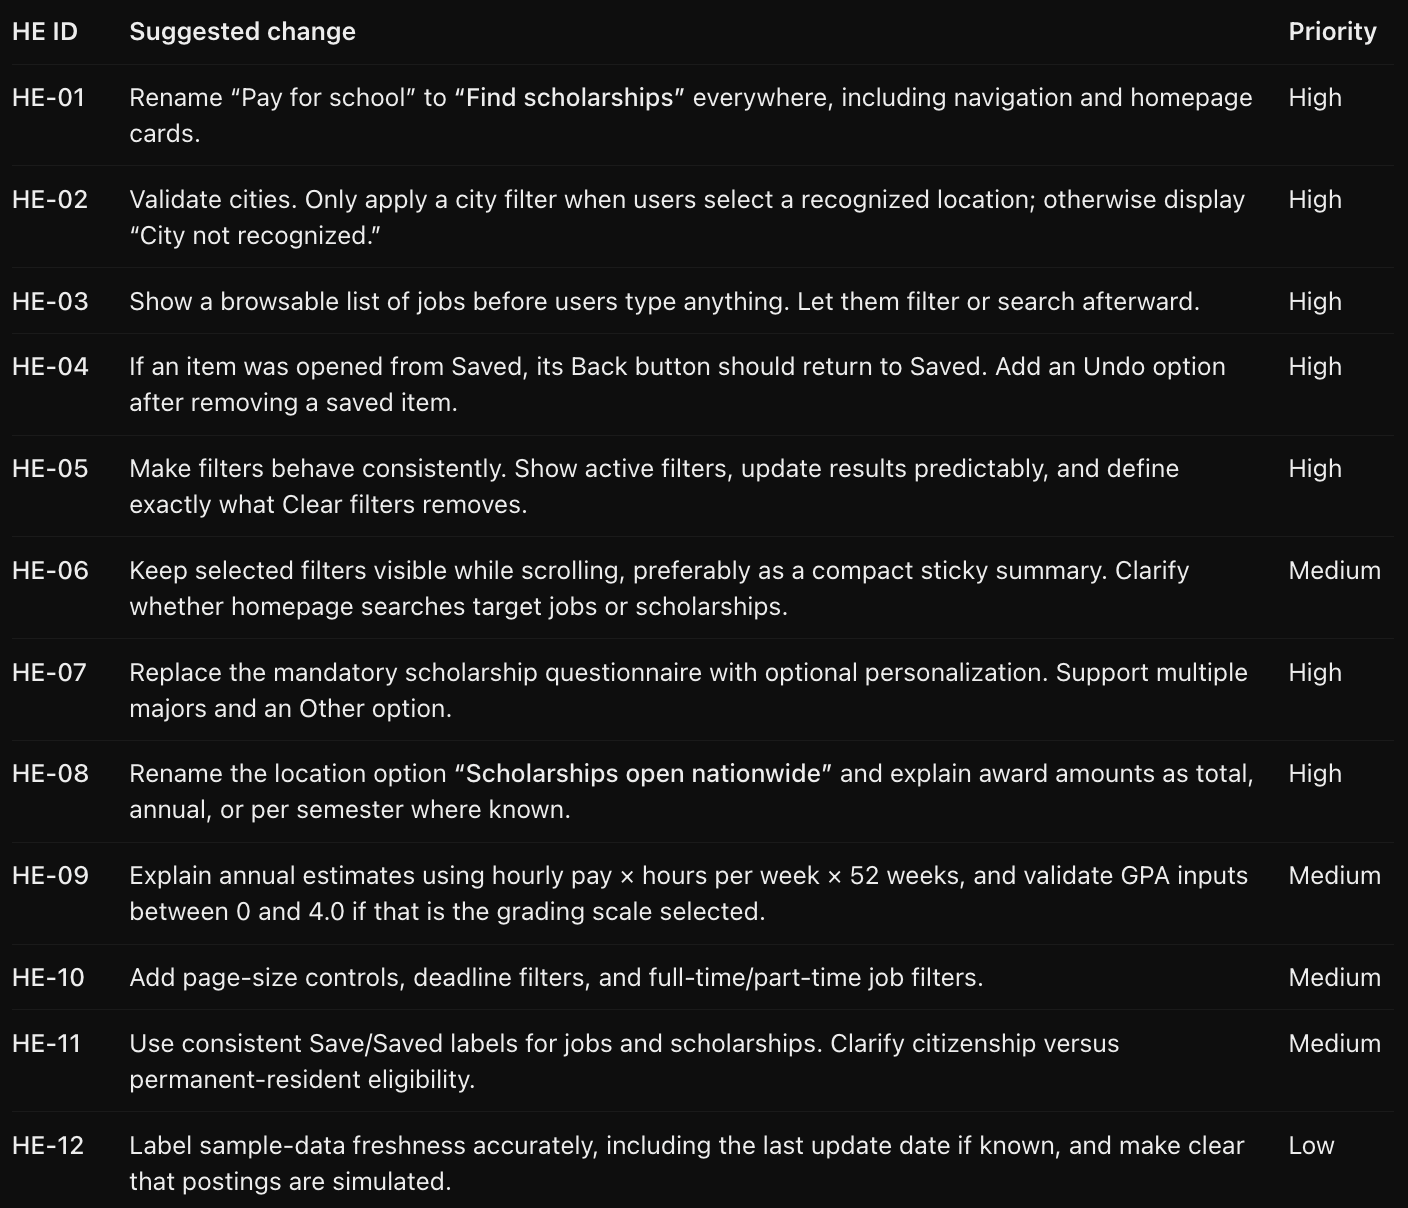 HE ID Suggested change Priority
HE-01 Rename “Pay for school” to “Find scholarships” everywhere, including navigation and homepage High
cards.
HE-02 Validate cities. Only apply a city filter when users select a recognized location; otherwise display High
“City not recognized.”
HE-03 Show a browsable list of jobs before users type anything. Let them filter or search afterward. High
HE-04 If an item was opened from Saved, its Back button should return to Saved. Add an Undo option High
after removing a saved item.
HE-05 Make filters behave consistently. Show active filters, update results predictably, and define High
exactly what Clear filters removes.
HE-06 Keep selected filters visible while scrolling, preferably as a compact sticky summary. Clarify Medium
whether homepage searches target jobs or scholarships.
HE-07 Replace the mandatory scholarship questionnaire with optional personalization. Support multiple High
majors and an Other option.
HE-08 Rename the location option “Scholarships open nationwide” and explain award amounts as total, High
annual, or per semester where known.
HE-09 Explain annual estimates using hourly pay × hours per week × 52 weeks, and validate GPA inputs Medium
between 0 and 4.0 if that is the grading scale selected.
HE-10 Add page-size controls, deadline filters, and full-time/part-time job filters. Medium
HE-11 Use consistent Save/Saved labels for jobs and scholarships. Clarify citizenship versus Medium
permanent-resident eligibility.
HE-12 Label sample-data freshness accurately, including the last update date if known, and make clear Low
that postings are simulated.